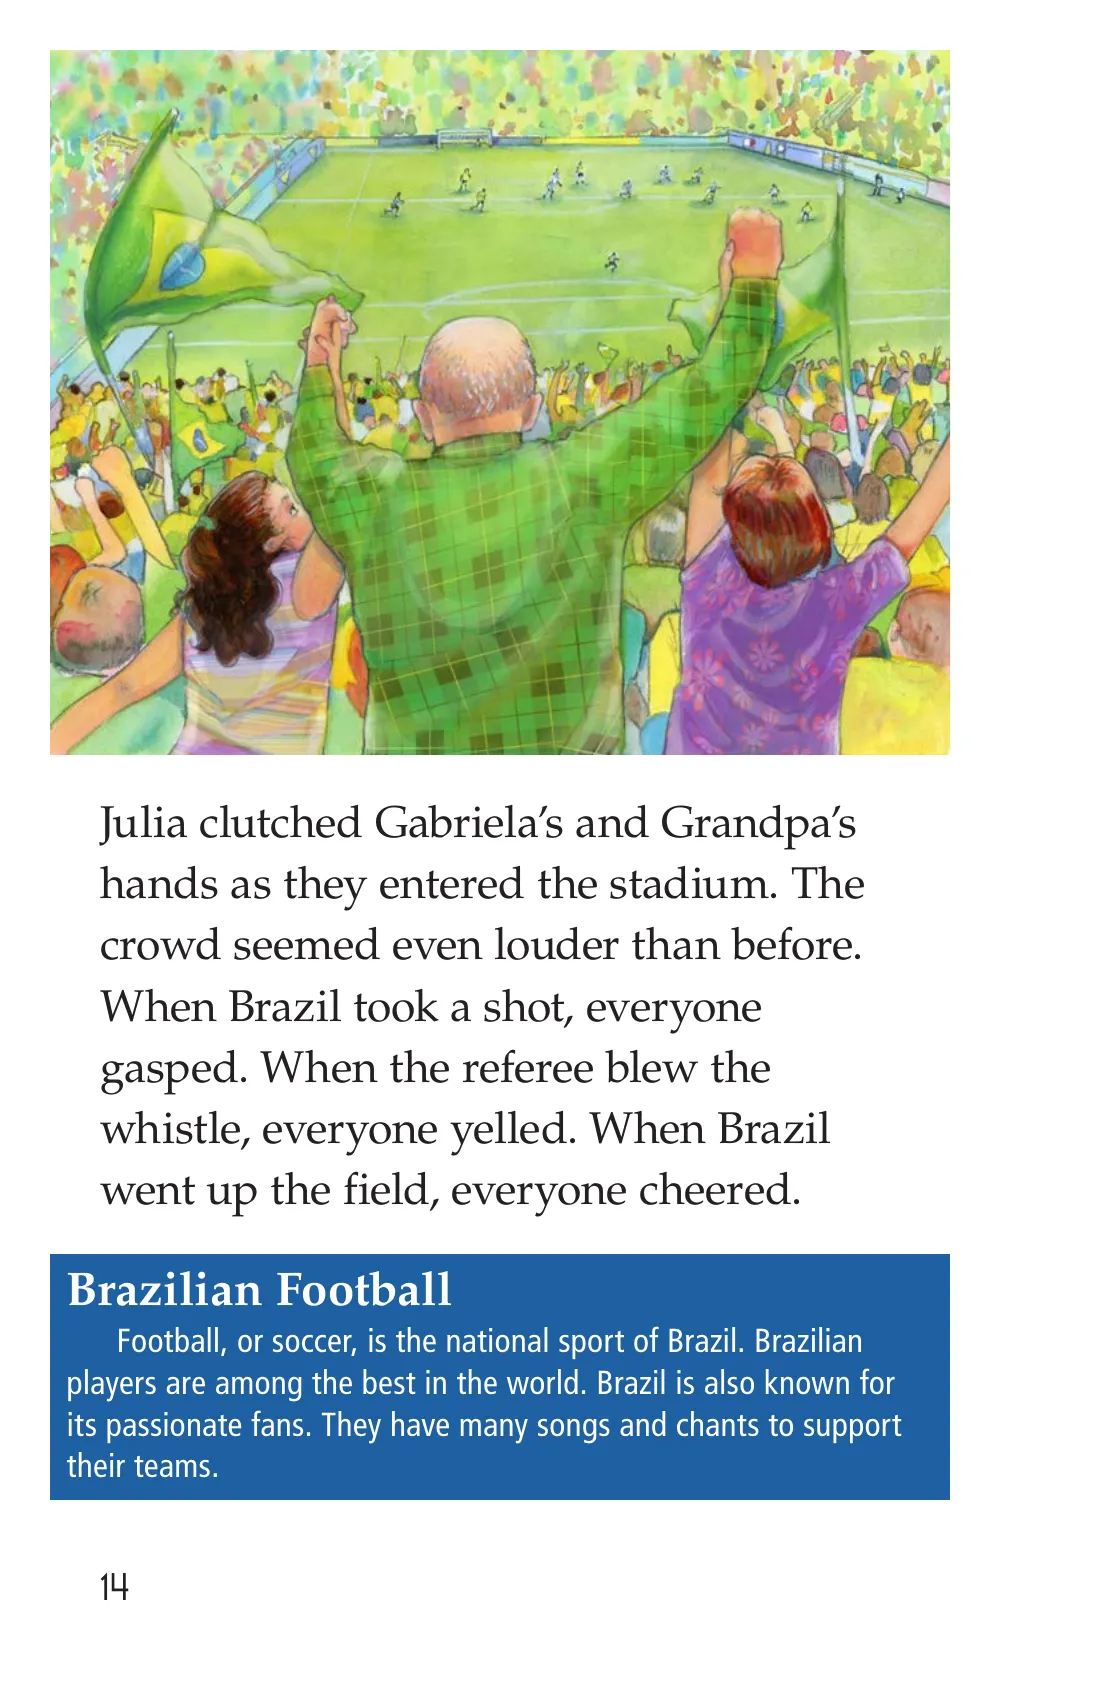 Julia clutched Gabriela’s and Grandpa’s
hands as they entered the stadium. The
crowd seemed even louder than before.
When Brazil took a shot, everyone
gasped. When the referee blew the
whistle, everyone yelled. When Brazil
went up the field, everyone cheered.
Brazilian Football
Football, or soccer, is the national sport of Brazil. Brazilian
players are among the best in the world. Brazil is also known for
its passionate fans. They have many songs and chants to support
their teams.
14